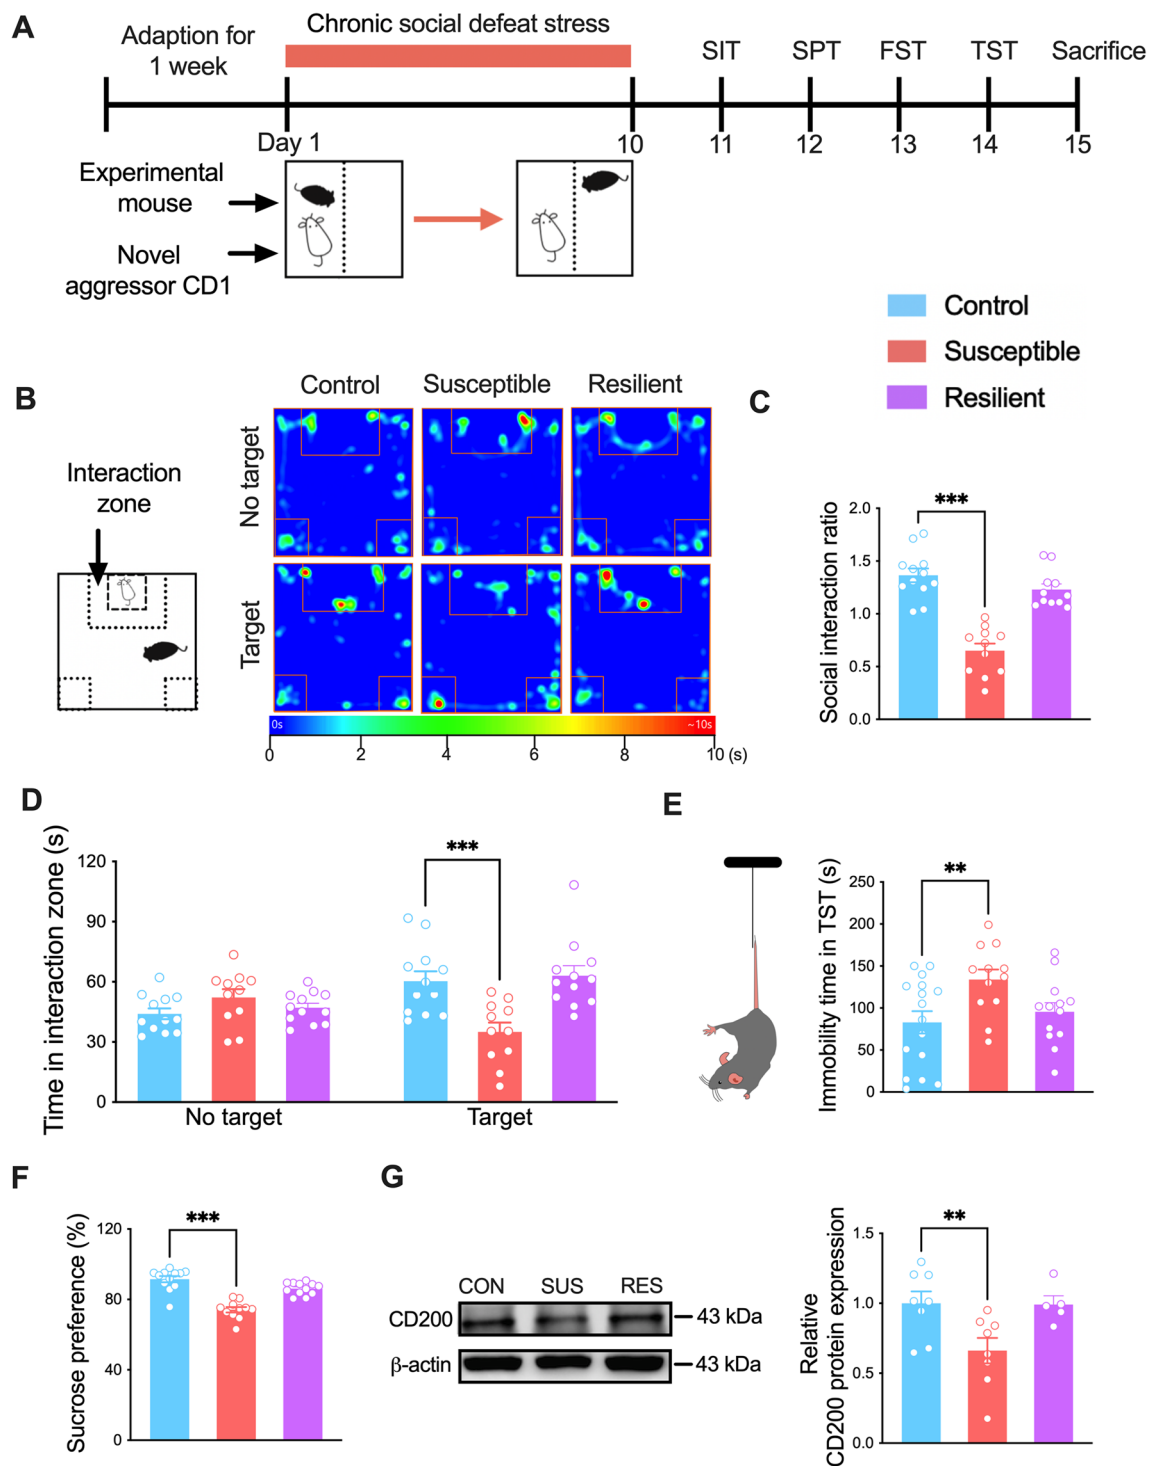 A
Adaption for
1 week
Chronic social defeat stress
SIT
SPT
FST
TST
Sacrifice
Day 1
10
11
12
13
14
15
Experimental
mouse
Novel
aggressor CD1
Control
Susceptible
Resilient
B
Interaction
zone
Control
Susceptible
Resilient
No target
Target
0s
~10s
0
2
4
6
8
10 (s)
C
Social interaction ratio
2.0
1.5
1.0
0.5
0.0
***
D
Time in interaction zone (s)
120
90
60
30
0
***
No target
Target
E
Immobility time in TST (s)
250
200
150
100
50
0
**
F
Sucrose preference (%)
120
80
40
0
***
G
CON
SUS
RES
CD200
43 kDa
β-actin
43 kDa
Relative
CD200 protein expression
1.5
1.0
0.5
0.0
**